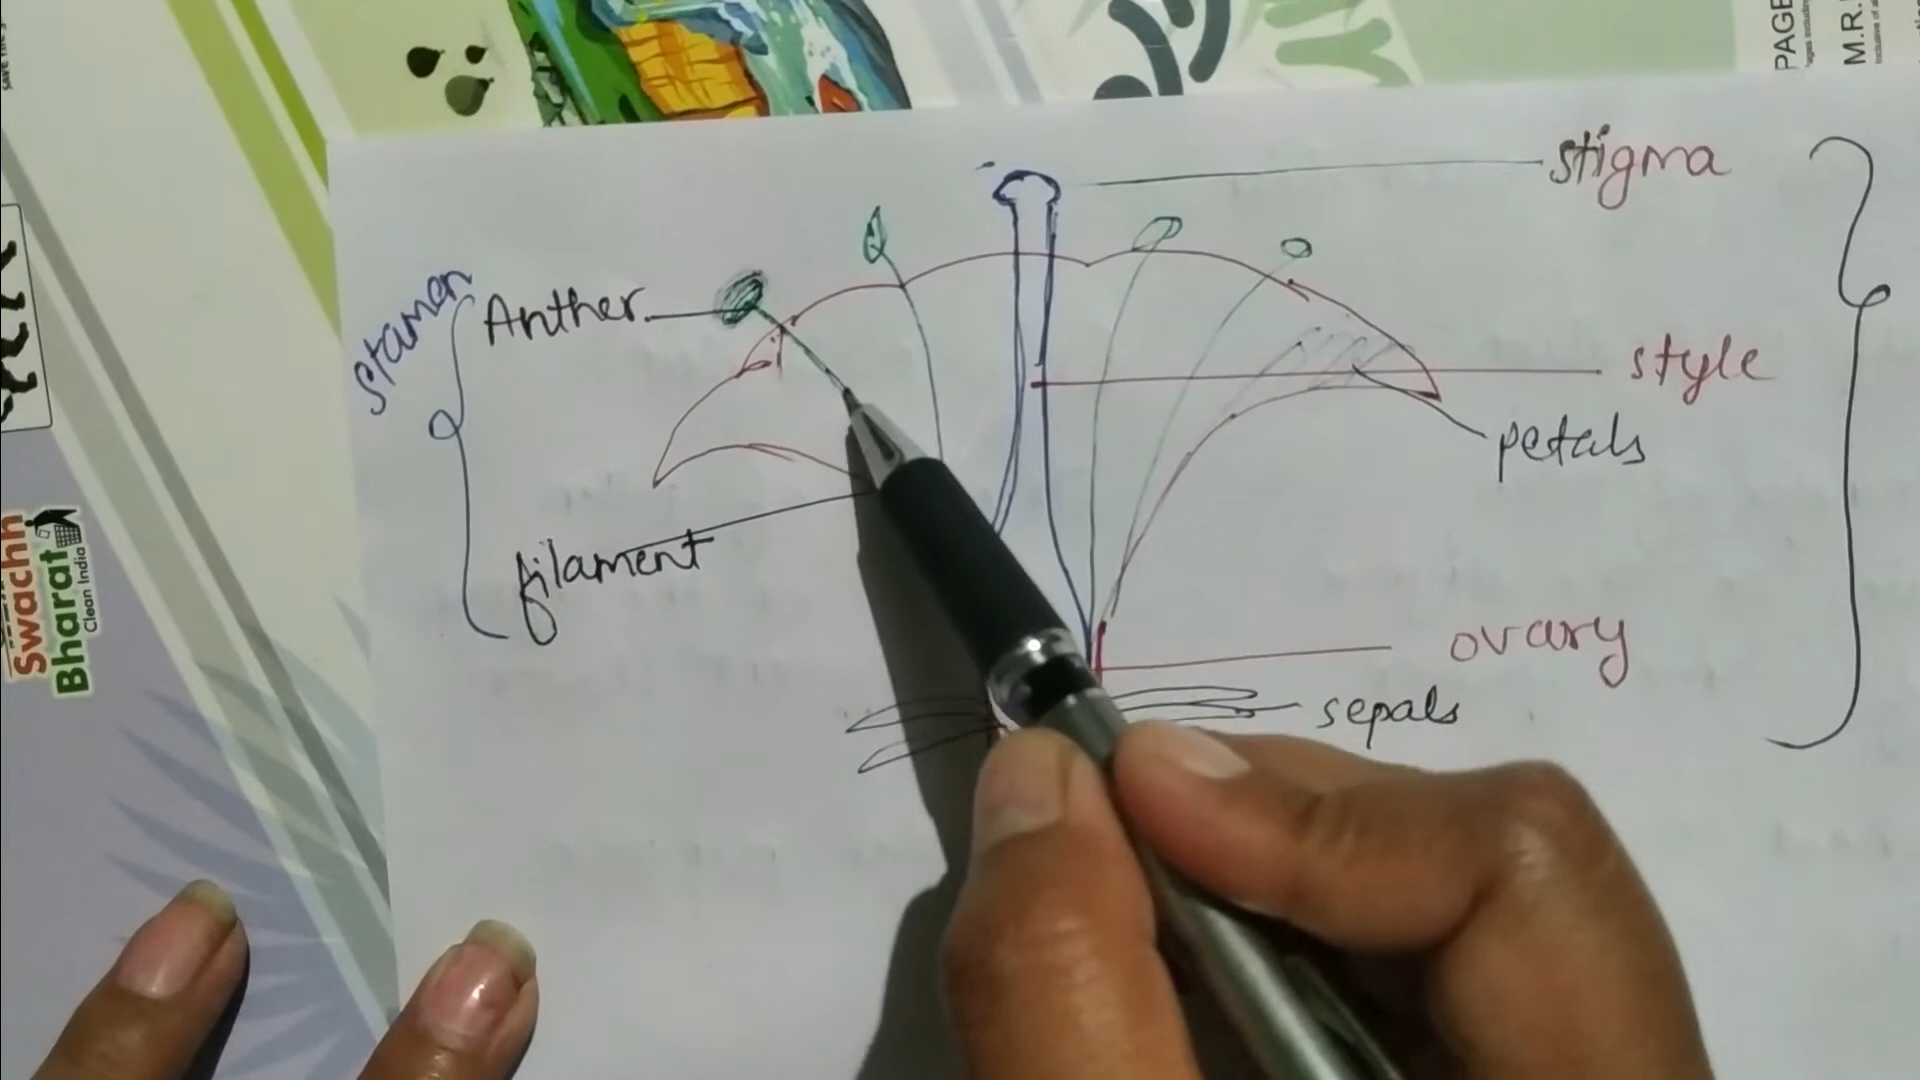 PAGE
M.R.
stigma
stamen
Anther
style
petals
filament
ovary
sepals
Swachh
Bharat
Clean India